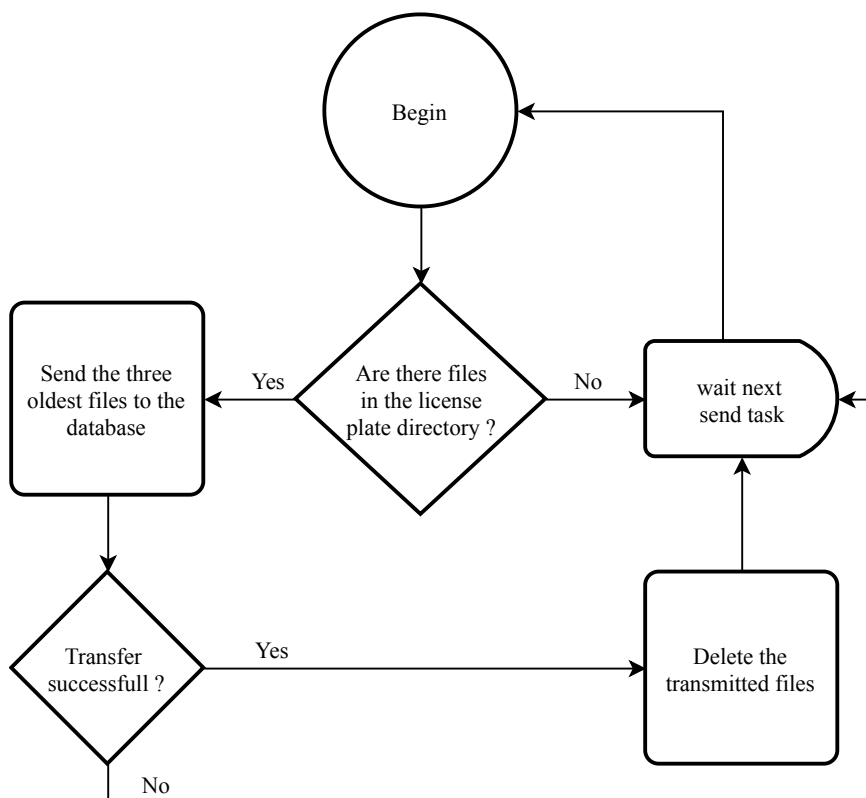 Begin
Send the three
oldest files to the
database
Yes
Are there files
in the license
plate directory ?
No
wait next
send task
Transfer
successfull ?
Yes
Delete the
transmitted files
No